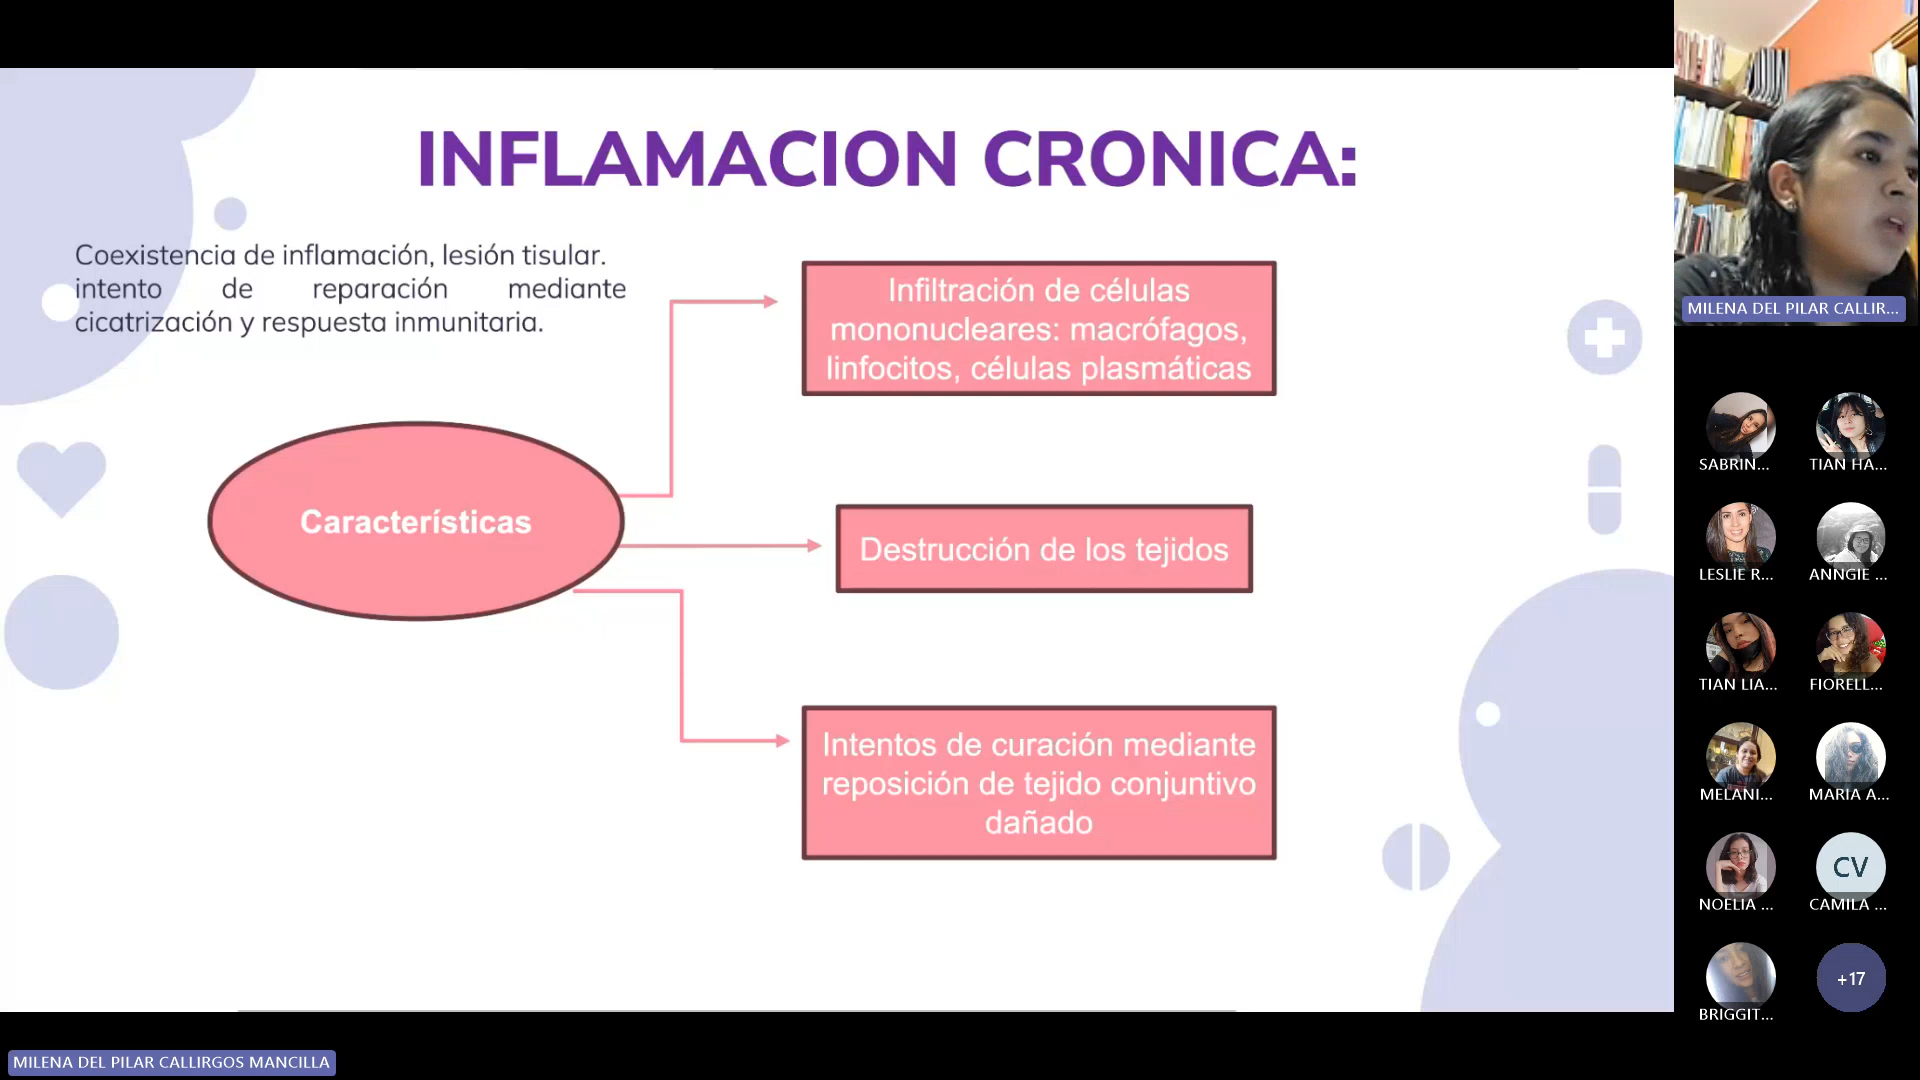 INFLAMACION CRONICA:
Coexistencia de inflamación, lesión tisular.
intento de reparación mediante
cicatrización y respuesta inmunitaria.
Características
Infiltración de células
mononucleares: macrófagos,
linfocitos, células plasmáticas
Destrucción de los tejidos
Intentos de curación mediante
reposición de tejido conjuntivo
dañado
MILENA DEL PILAR CALLIR...
SABRIN...
TIAN HA...
LESLIE R...
ANNGIE ...
TIAN LIA...
FIORELL...
MELANI...
MARIA A...
NOELIA ...
CV
CAMILA ...
BRIGGIT...
+17
MILENA DEL PILAR CALLIRGOS MANCILLA